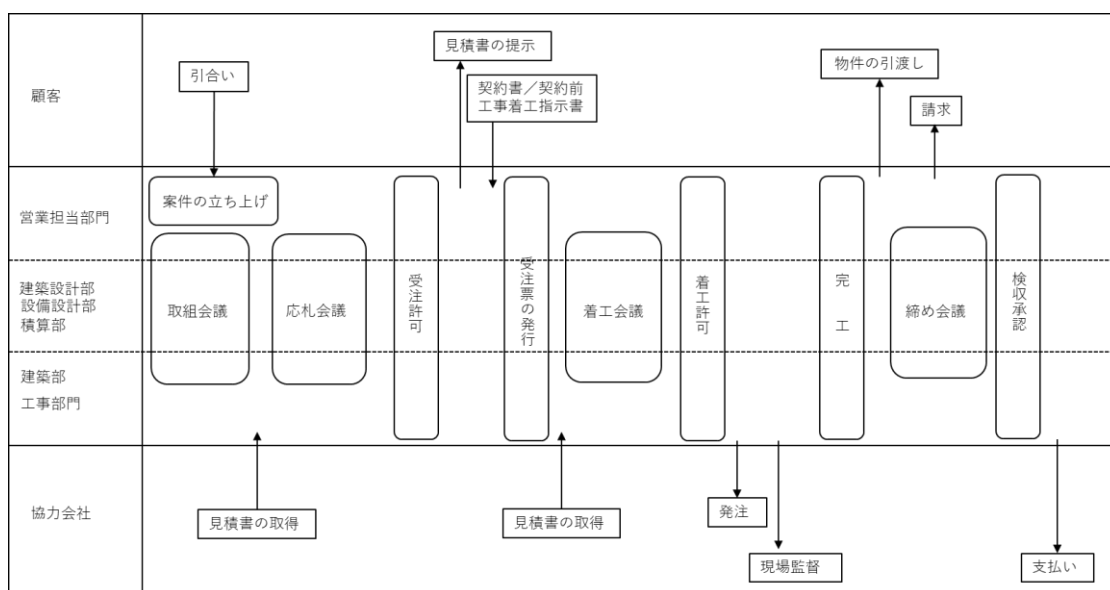 顧客
引合い
見積書の提示
契約書／契約前
工事着工指示書
物件の引渡し
請求
営業担当部門
案件の立ち上げ
建築設計部
設備設計部
積算部
取組会議
応札会議
受注許可
受注票の発行
着工会議
着工許可
完工
締め会議
検収承認
建築部
工事部門
協力会社
見積書の取得
見積書の取得
発注
現場監督
支払い